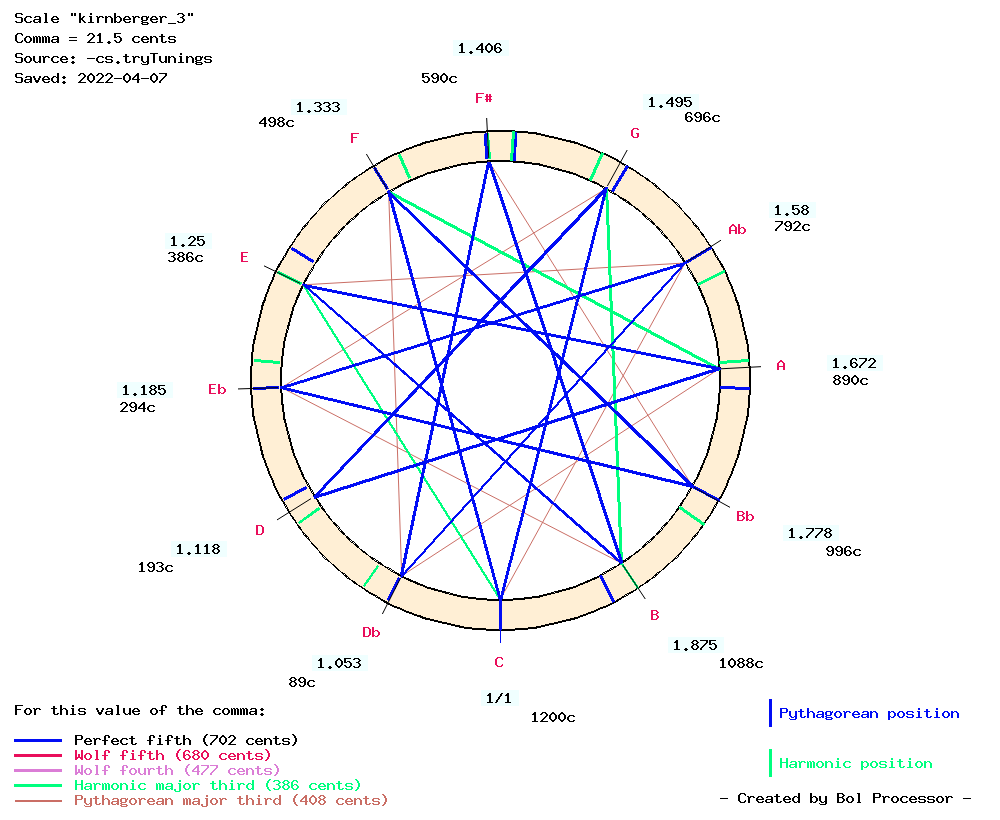 Scale "kirnberger_3"
Comma = 21.5 cents
Source: -cs.tryTunings
Saved: 2022-04-07
1.406
590c
F#
1.333
498c
F
1.495
696c
G
1.25
386c
E
1.58
792c
Ab
1.185
294c
Eb
A
1.672
890c
1.118
193c
D
Bb
1.778
996c
Db
1.053
89c
C
1/1
1200c
B
1.875
1088c
For this value of the comma:
Perfect fifth (702 cents)
Wolf fifth (680 cents)
Wolf fourth (477 cents)
Harmonic major third (386 cents)
Pythagorean major third (408 cents)
Pythagorean position
Harmonic position
- Created by Bol Processor -